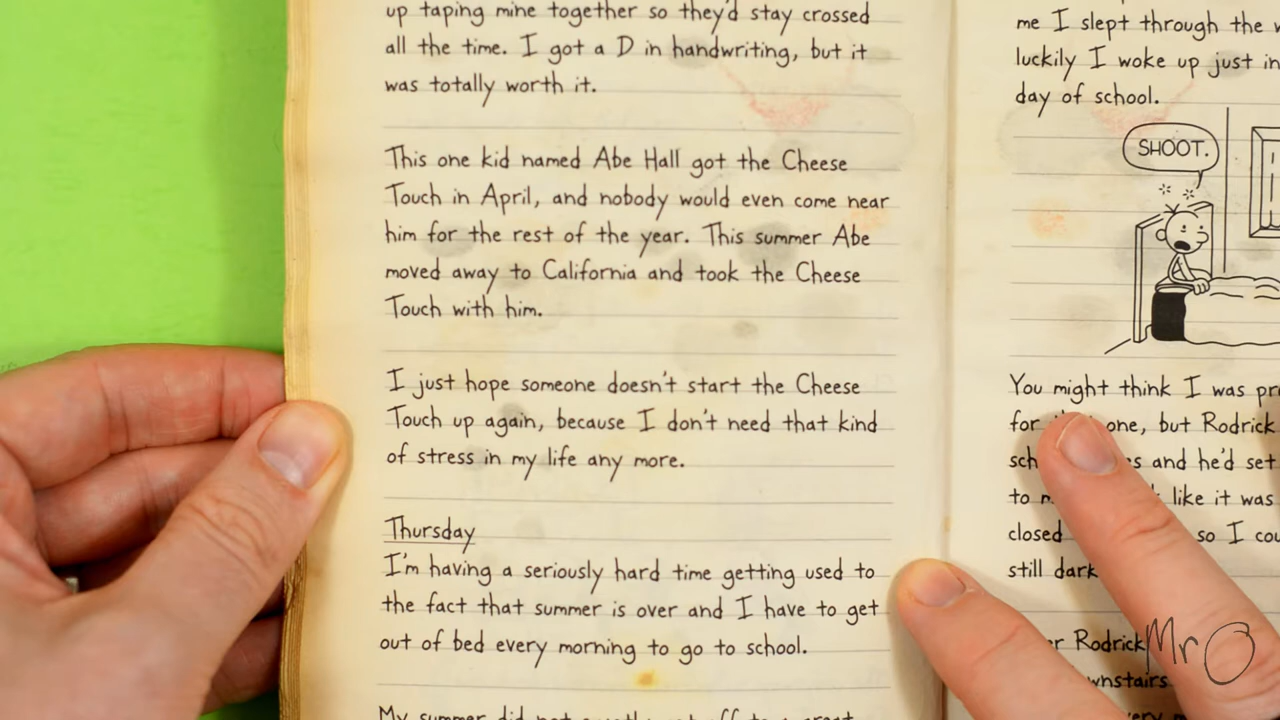 up taping mine together so they'd stay crossed
all the time. I got a D in handwriting, but it
was totally worth it.
This one kid named Abe Hall got the Cheese
Touch in April, and nobody would even come near
him for the rest of the year. This summer Abe
moved away to California and took the Cheese
Touch with him.
I just hope someone doesn't start the Cheese
Touch up again, because I don't need that kind
of stress in my life any more.
Thursday
I'm having a seriously hard time getting used to
the fact that summer is over and I have to get
out of bed every morning to go to school.
My summer did not
me I slept through the
luckily I woke up just in
day of school.
SHOOT.
You might think I was
for one, but Rodrick
and he'd set
to like it was
closed so I
still dark
Rodrick
Mr O